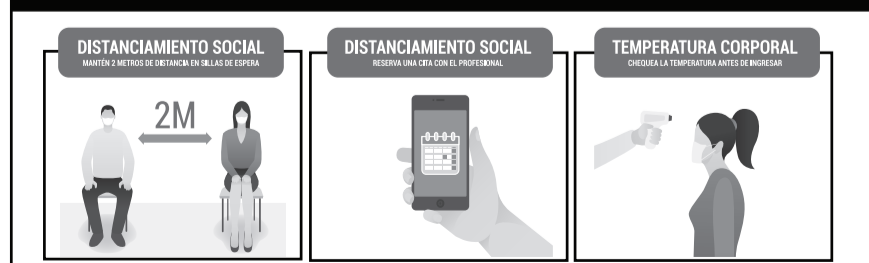 DISTANCIAMIENTO SOCIAL
MANTÉN 2 METROS DE DISTANCIA EN SILLAS DE ESPERA
2M
DISTANCIAMIENTO SOCIAL
RESERVA UNA CITA CON EL PROFESIONAL
TEMPERATURA CORPORAL
CHEQUEA LA TEMPERATURA ANTES DE INGRESAR